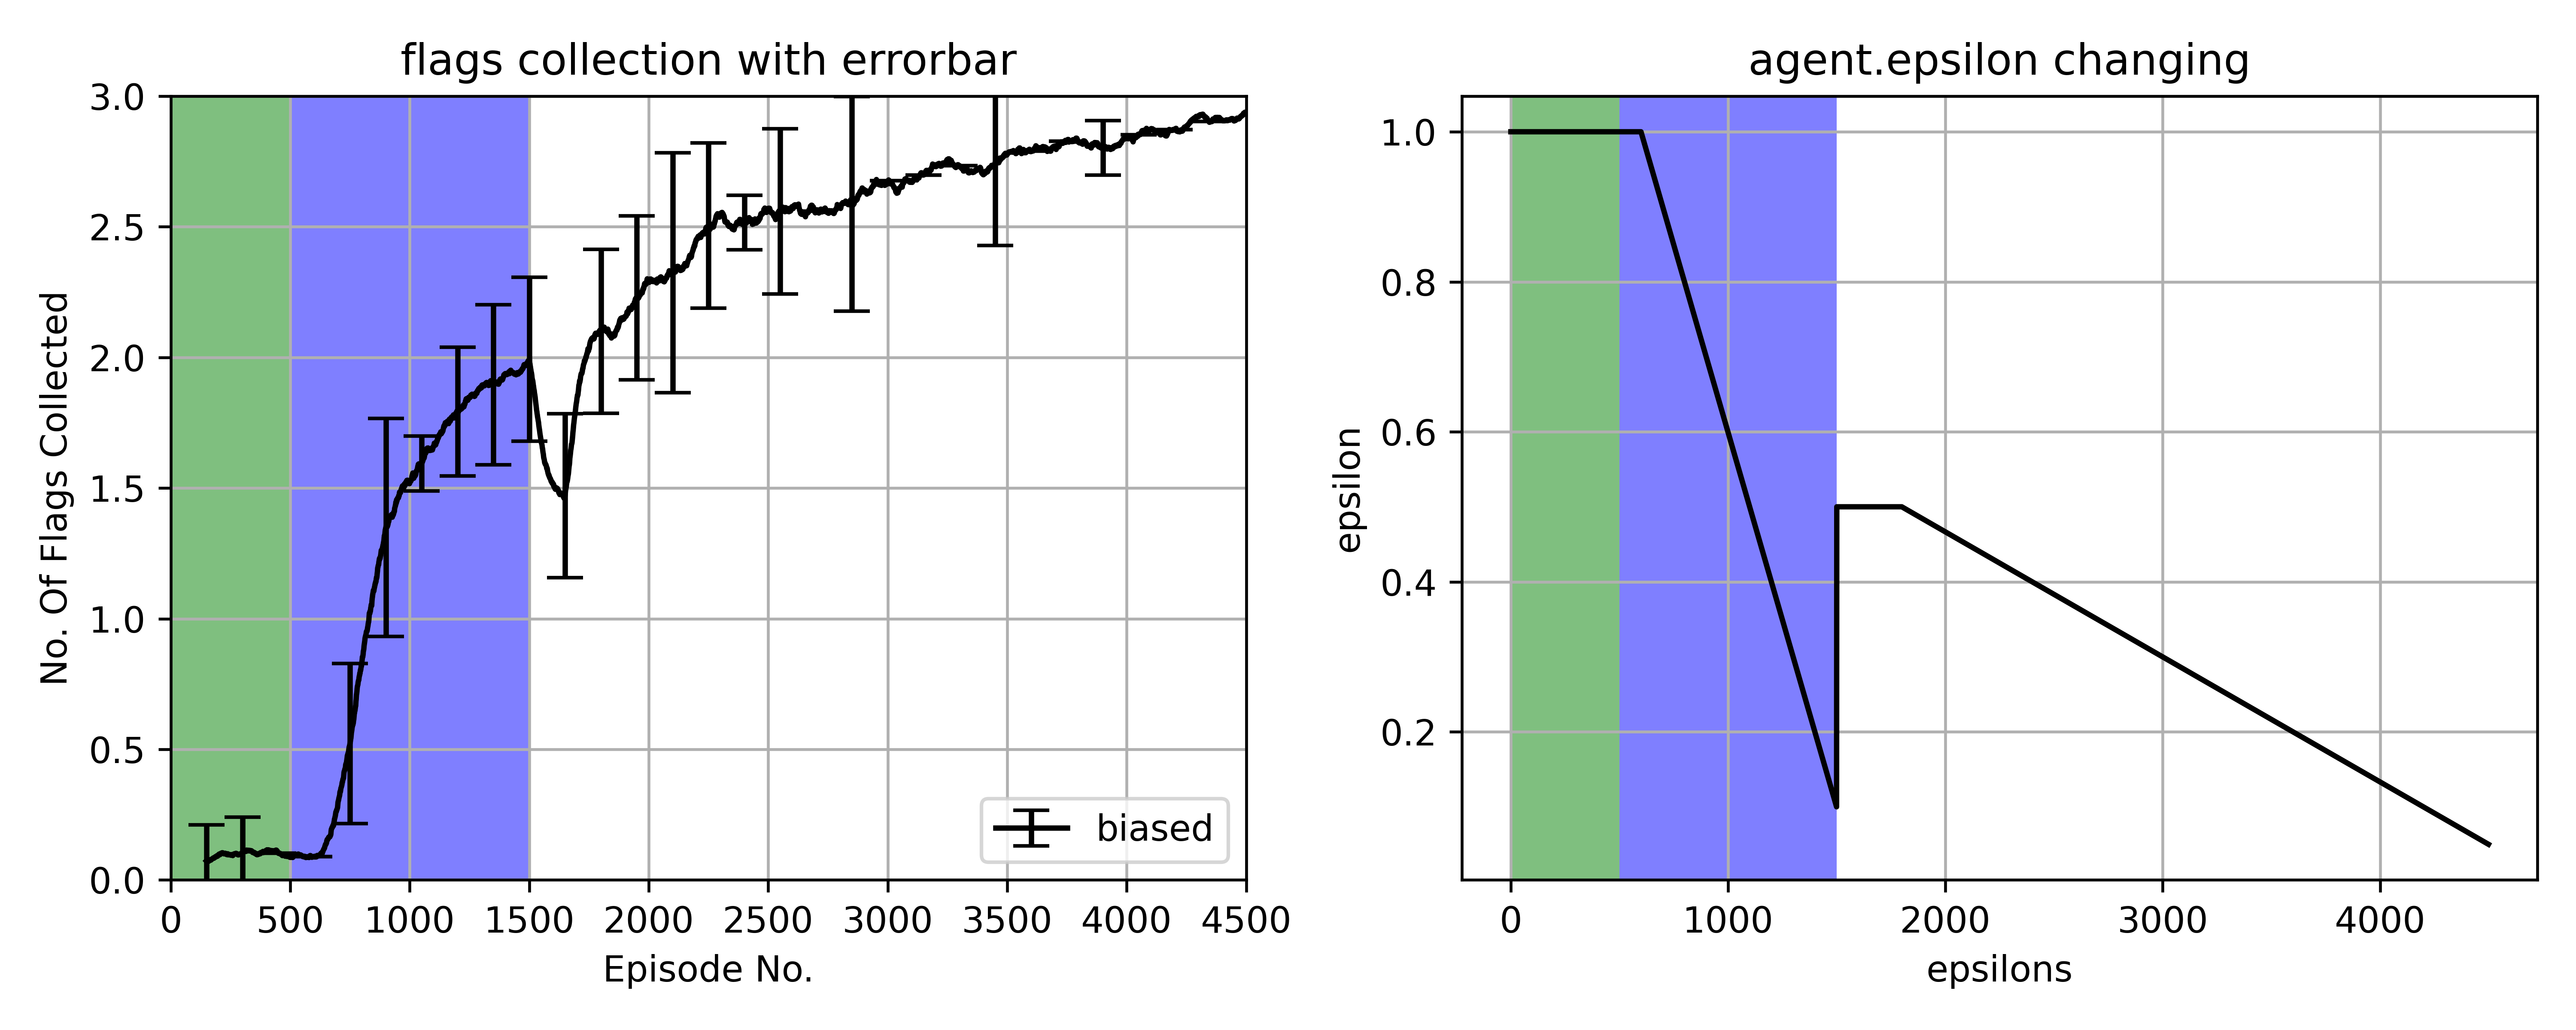 flags collection with errorbar
3.0
2.5
2.0
1.5
1.0
0.5
0.0
No. Of Flags Collected
0 500 1000 1500 2000 2500 3000 3500 4000 4500
Episode No.
biased
agent.epsilon changing
1.0
0.8
0.6
0.4
0.2
epsilon
0 1000 2000 3000 4000
epsilons